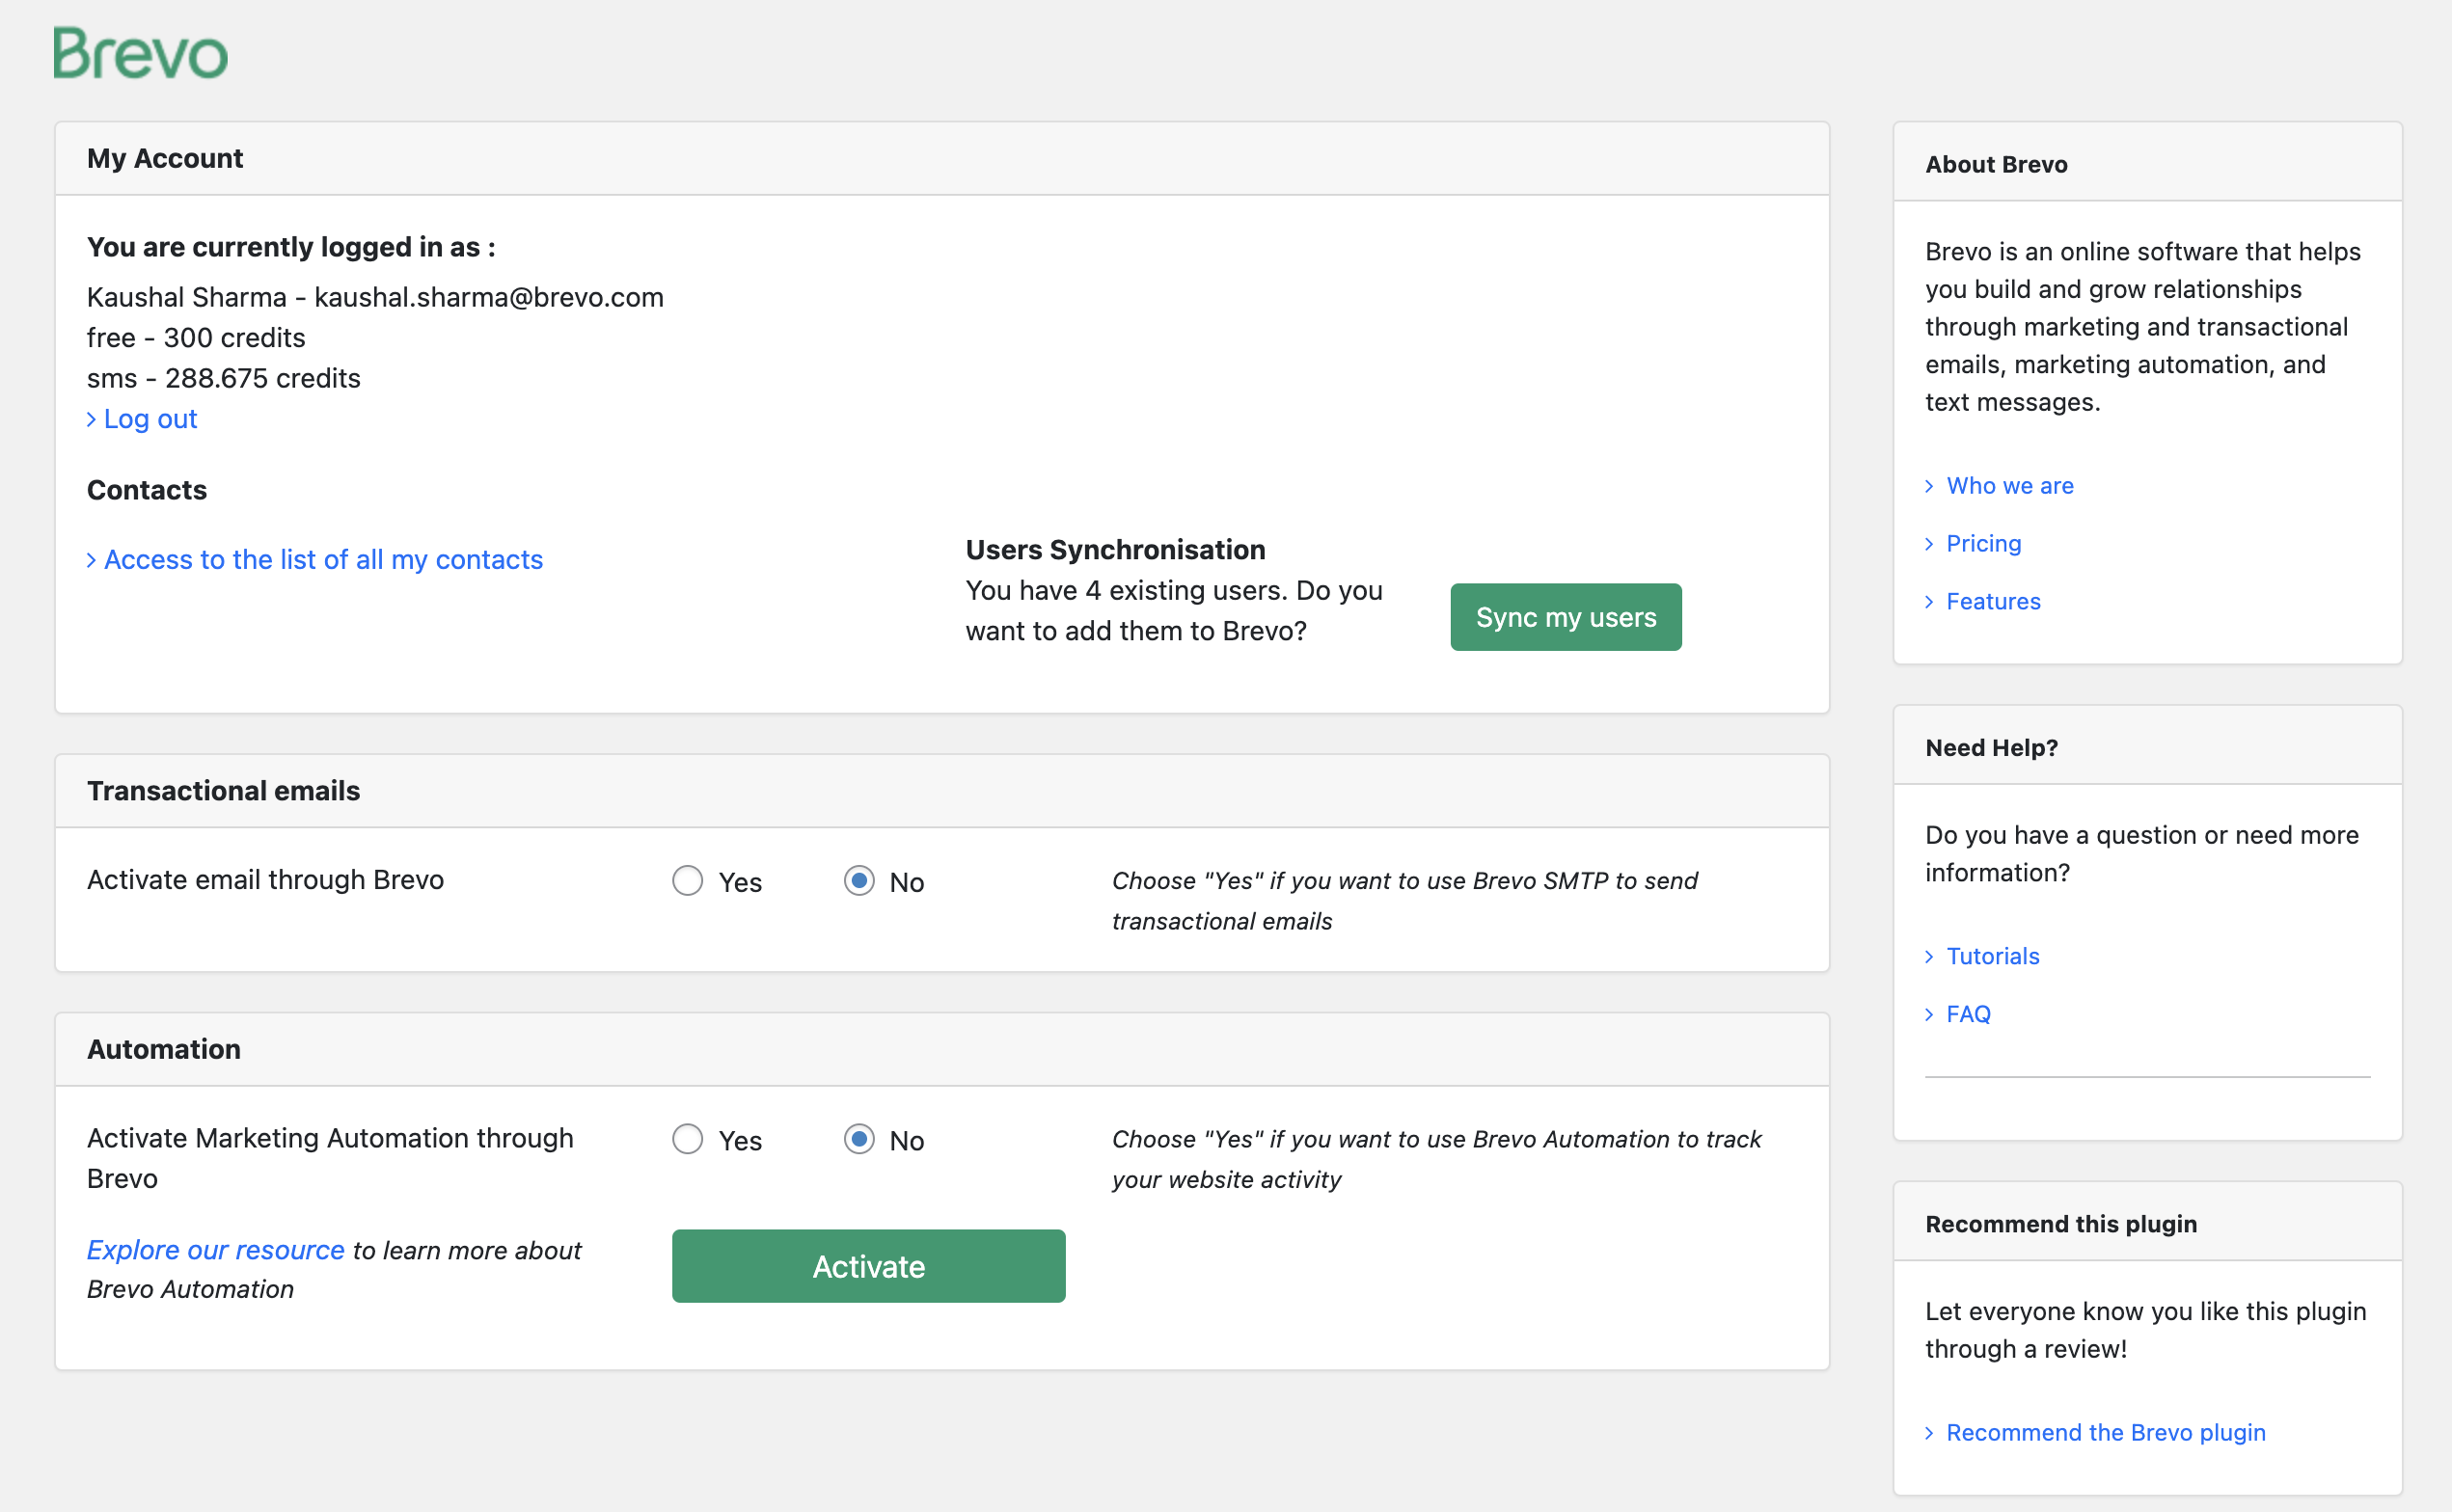 Brevo
My Account
You are currently logged in as :
Kaushal Sharma - kaushal.sharma@brevo.com
free - 300 credits
sms - 288.675 credits
> Log out
Contacts
> Access to the list of all my contacts
Users Synchronisation
You have 4 existing users. Do you
want to add them to Brevo?
Sync my users
Transactional emails
Activate email through Brevo
Yes
No
Choose "Yes" if you want to use Brevo SMTP to send
transactional emails
Automation
Activate Marketing Automation through
Brevo
Yes
No
Choose "Yes" if you want to use Brevo Automation to track
your website activity
Explore our resource to learn more about
Brevo Automation
Activate
About Brevo
Brevo is an online software that helps
you build and grow relationships
through marketing and transactional
emails, marketing automation, and
text messages.
> Who we are
> Pricing
> Features
Need Help?
Do you have a question or need more
information?
> Tutorials
> FAQ
Recommend this plugin
Let everyone know you like this plugin
through a review!
> Recommend the Brevo plugin